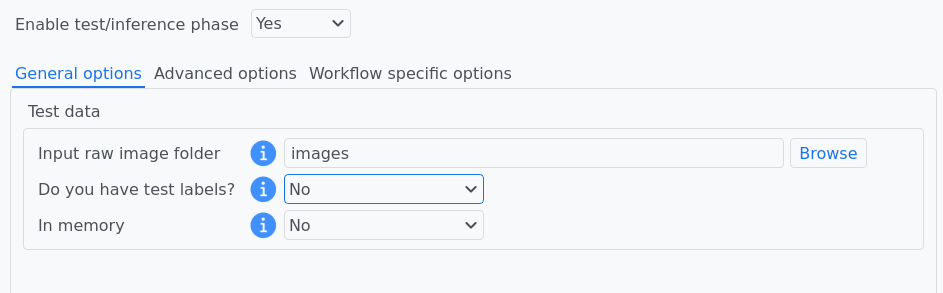 Enable test/inference phase Yes
General options Advanced options Workflow specific options
Test data
Input raw image folder i images Browse
Do you have test labels? i No
In memory i No